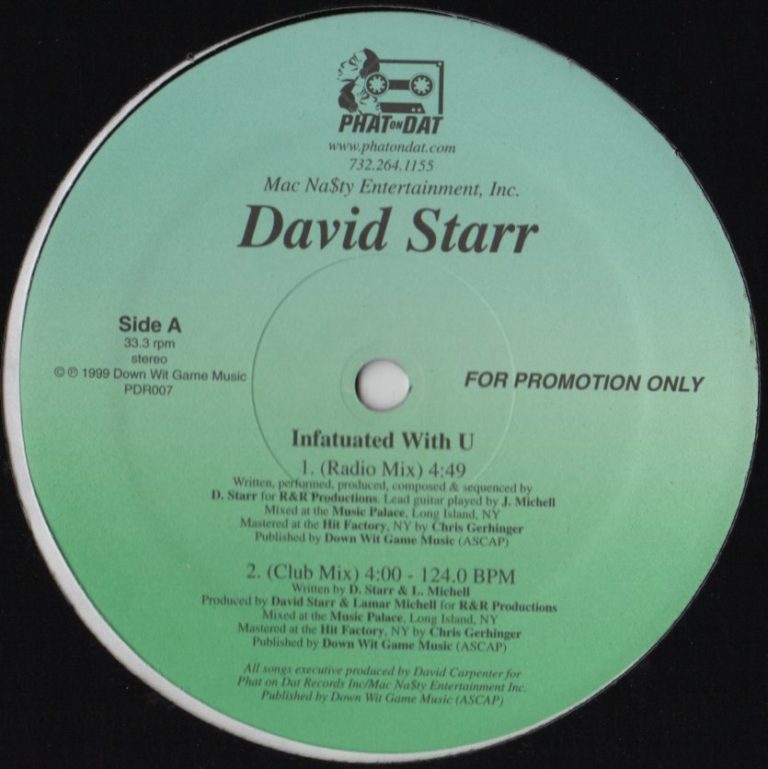 PHAT ON DAT
www.phatondat.com
732.264.1155
Mac Na$ty Entertainment, Inc.
David Starr
Side A
33.3 rpm
stereo
© ℗ 1999 Down Wit Game Music
PDR007
FOR PROMOTION ONLY
Infatuated With U
1. (Radio Mix) 4:49
Written, performed, produced, composed & sequenced by
D. Starr for R&R Productions. Lead guitar played by J. Michell
Mixed at the Music Palace, Long Island, NY
Mastered at the Hit Factory, NY by Chris Gerhinger
Published by Down Wit Game Music (ASCAP)
2. (Club Mix) 4:00 - 124.0 BPM
Written by D. Starr & L. Michell
Produced by David Starr & Lamar Michell for R&R Productions
Mixed at the Music Palace, Long Island, NY
Mastered at the Hit Factory, NY by Chris Gerhinger
Published by Down Wit Game Music (ASCAP)
All songs executive produced by David Carpenter for
Phat on Dat Records Inc/Mac Na$ty Entertainment Inc.
Published by Down Wit Game Music (ASCAP)